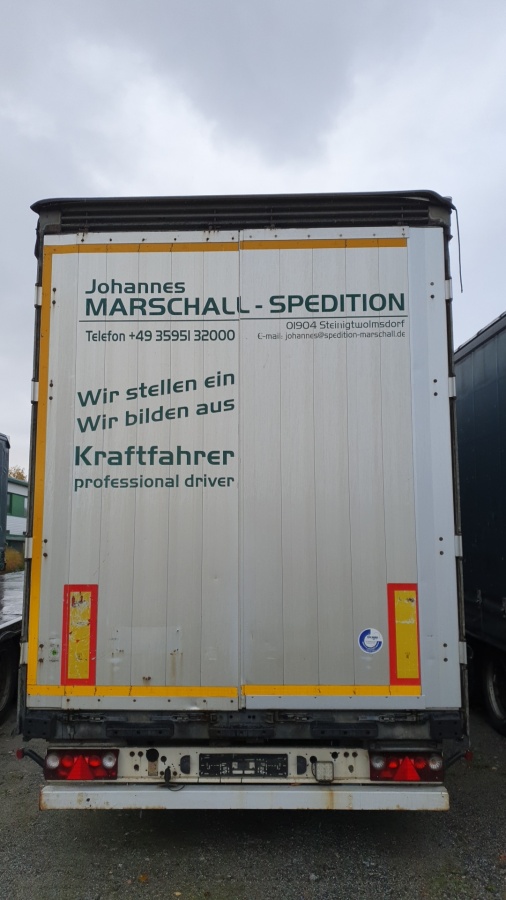 Johannes
MARSCHALL - SPEDITION
01904 Steinigtwolmsdorf
Telefon +49 35951 32000
E-mail: johannes@spedition-marschall.de
Wir stellen ein
Wir bilden aus
Kraftfahrer
professional driver